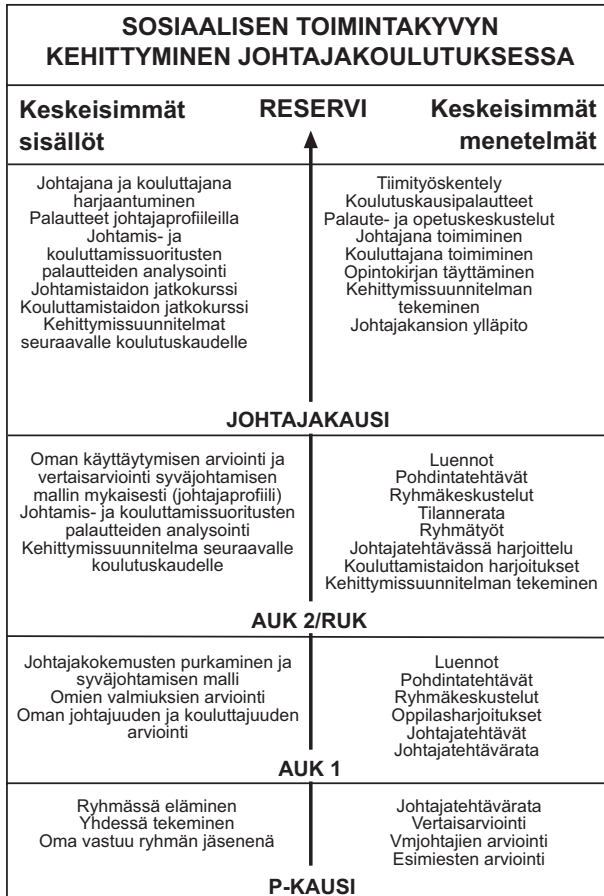 SOSIAALISEN TOIMINTAKYVYN
KEHITTYMINEN JOHTAJAKOULUTUKSESSA
Keskeisimmät
sisällöt
RESERVI
Keskeisimmät
menetelmät
Johtajana ja kouluttajana
harjaantuminen
Palautteet johtajaprofiileilla
Johtamis- ja
kouluttamissuoritusten
palautteiden analysointi
Johtamistaidon jatkokurssi
Kouluttamistaidon jatkokurssi
Kehittymissuunnitelmat
seuraavalle koulutuskaudelle
Tiimityöskentely
Koulutuskausipalautteet
Palaute- ja opetuskeskustelut
Johtajana toimiminen
Kouluttajana toimiminen
Opintokirjan täyttäminen
Kehittymissuunnitelman
tekeminen
Johtajakansion ylläpito
JOHTAJAKAUSI
Oman käyttäytymisen arviointi ja
vertaisarviointi syväjohtamisen
mallin mykaisesti (johtajaprofiili)
Johtamis- ja kouluttamissuoritusten
palautteiden analysointi
Kehittymissuunnitelma seuraavalle
koulutuskaudelle
Luennot
Pohdintatehtävät
Ryhmäkeskustelut
Tilannerata
Ryhmätyöt
Johtajatehtävässä harjoittelu
Kouluttamistaidon harjoitukset
Kehittymissuunnitelman tekeminen
AUK 2/RUK
Johtajakokemusten purkaminen ja
syväjohtamisen malli
Omien valmiuksien arviointi
Oman johtajuuden ja kouluttajuuden
arviointi
Luennot
Pohdintatehtävät
Ryhmäkeskustelut
Oppilasharjoitukset
Johtajatehtävät
Johtajatehtävärata
AUK 1
Ryhmässä eläminen
Yhdessä tekeminen
Oma vastuu ryhmän jäsenenä
Johtajatehtävärata
Vertaisarviointi
Vmjohtajien arviointi
Esimiesten arviointi
P-KAUSI